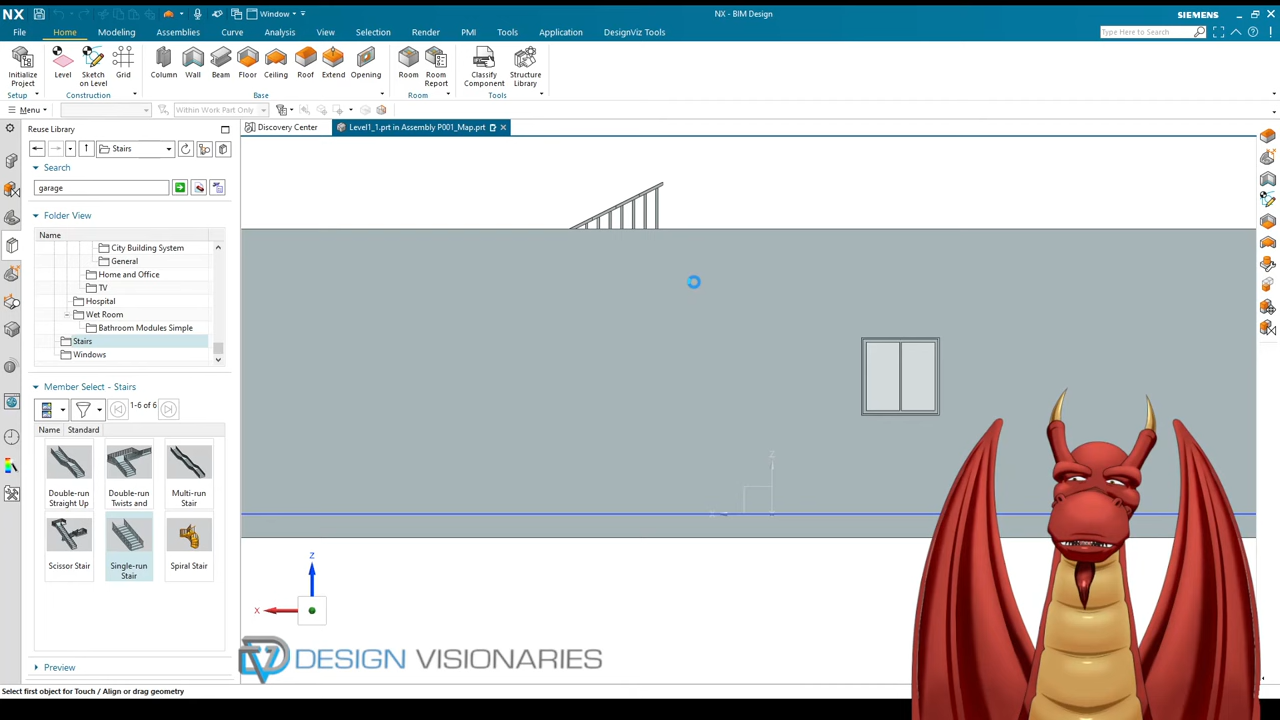 NX
Window
NX - BIM Design
SIEMENS
File Home Modeling Assemblies Curve Analysis View Selection Render PMI Tools Application DesignViz Tools
Type Here to Search
Initialize Project
Level
Sketch on Level
Grid
Column
Wall
Beam
Floor
Ceiling
Roof
Extend
Opening
Room
Room Report
Classify Component
Structure Library
Setup Construction Base Room Tools
Menu
Within Work Part Only
Reuse Library
Discovery Center
Level1_1.prt in Assembly P001_Map.prt
Stairs
Search
garage
Folder View
Name
City Building System
General
Home and Office
TV
Hospital
Wet Room
Bathroom Modules Simple
Stairs
Windows
Member Select - Stairs
1-6 of 6
Name Standard
Double-run Straight Up
Double-run Twists and
Multi-run Stair
Scissor Stair
Single-run Stair
Spiral Stair
Preview
Z
Z
X
DV DESIGN VISIONARIES
Select first object for Touch / Align or drag geometry